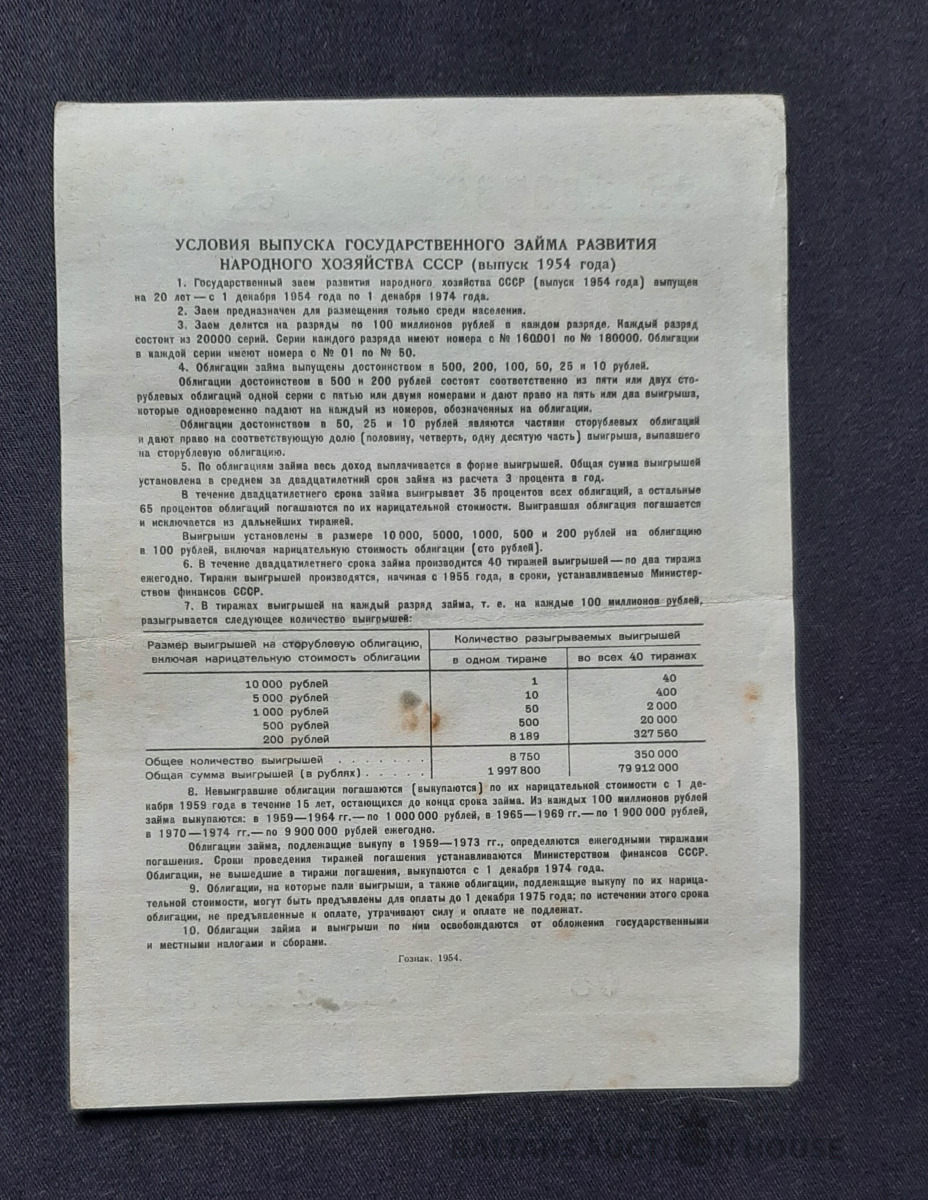 УСЛОВИЯ ВЫПУСКА ГОСУДАРСТВЕННОГО ЗАЙМА РАЗВИТИЯ
НАРОДНОГО ХОЗЯЙСТВА СССР (выпуск 1954 года)
1. Государственный заем развития народного хозяйства СССР (выпуск 1954 года) выпущен
на 20 лет — с 1 декабря 1954 года по 1 декабря 1974 года.
2. Заем предназначен для размещения только среди населения.
3. Заем делится на разряды по 100 миллионов рублей в каждом разряде. Каждый разряд
состоит из 20000 серий. Серии каждого разряда имеют номера с № 160001 по № 180000. Облигации
в каждой серии имеют номера с № 01 по № 50.
4. Облигации займа выпущены достоинством в 500, 200, 100, 50, 25 и 10 рублей.
Облигации достоинством в 500 и 200 рублей состоят соответственно из пяти или двух сто-
рублевых облигаций одной серии с пятью или двумя номерами и дают право на пять или два выигрыша,
которые одновременно падают на каждый из номеров, обозначенных на облигации.
Облигации достоинством в 50, 25 и 10 рублей являются частями сторублевых облигаций
и дают право на соответствующую долю (половину, четверть, одну десятую часть) выигрыша, выпавшего
на сторублевую облигацию.
5. По облигациям займа весь доход выплачивается в форме выигрышей. Общая сумма выигрышей
установлена в среднем за двадцатилетний срок займа из расчета 3 процента в год.
В течение двадцатилетнего срока займа выигрывает 35 процентов всех облигаций, а остальные
65 процентов облигаций погашаются по их нарицательной стоимости. Выигравшая облигация погашается
и исключается из дальнейших тиражей.
Выигрыши установлены в размере 10 000, 5000, 1000, 500 и 200 рублей на облигацию
в 100 рублей, включая нарицательную стоимость облигации (сто рублей).
6. В течение двадцатилетнего срока займа производится 40 тиражей выигрышей — по два тиража
ежегодно. Тиражи выигрышей производятся, начиная с 1955 года, в сроки, устанавливаемые Министер-
ством финансов СССР.
7. В тиражах выигрышей на каждый разряд займа, т. е. на каждые 100 миллионов рублей,
разыгрывается следующее количество выигрышей:
Размер выигрышей на сторублевую облигацию,
включая нарицательную стоимость облигации
Количество разыгрываемых выигрышей
в одном тираже во всех 40 тиражах
10 000 рублей 1 40
5 000 рублей 10 400
1 000 рублей 50 2 000
500 рублей 500 20 000
200 рублей 8 189 327 560
Общее количество выигрышей . . . . . . . . 8 750 350 000
Общая сумма выигрышей (в рублях) . . . . . 1 997 800 79 912 000
8. Невыигравшие облигации погашаются (выкупаются) по их нарицательной стоимости с 1 де-
кабря 1959 года в течение 15 лет, остающихся до конца срока займа. Из каждых 100 миллионов рублей
займа выкупаются: в 1959—1964 гг.— по 1 000 000 рублей, в 1965—1969 гг.— по 1 900 000 рублей,
в 1970—1974 гг.— по 9 900 000 рублей ежегодно.
Облигации займа, подлежащие выкупу в 1959—1973 гг., определяются ежегодными тиражами
погашения. Сроки проведения тиражей погашения устанавливаются Министерством финансов СССР.
Облигации, не вышедшие в тиражи погашения, выкупаются с 1 декабря 1974 года.
9. Облигации, на которые пали выигрыши, а также облигации, подлежащие выкупу по их нарица-
тельной стоимости, могут быть предъявлены для оплаты до 1 декабря 1975 года; по истечении этого срока
облигации, не предъявленные к оплате, утрачивают силу и оплате не подлежат.
10. Облигации займа и выигрыши по ним освобождаются от обложения государственными
и местными налогами и сборами.
Гознак. 1954.
BALTARS AUCTION HOUSE